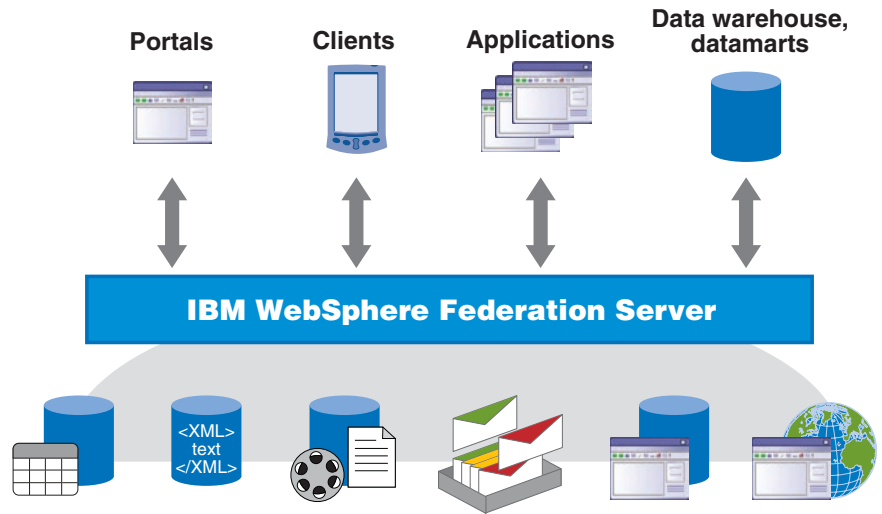 Portals
Clients
Applications
Data warehouse,
datamarts
IBM WebSphere Federation Server
<XML>
text
</XML>